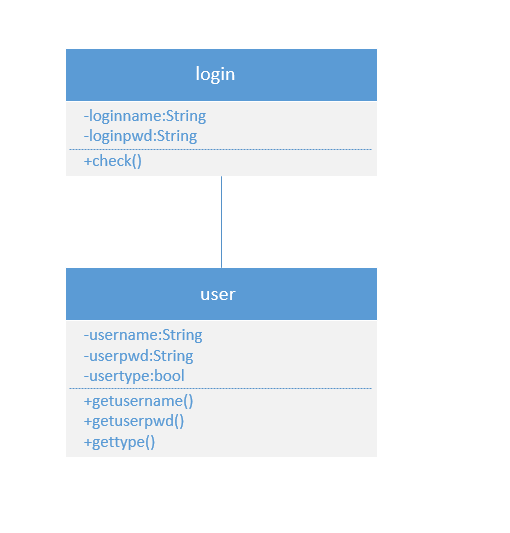 login
-loginname:String
-loginpwd:String
+check()
user
-username:String
-userpwd:String
-usertype:bool
+getusername()
+getuserpwd()
+gettype()